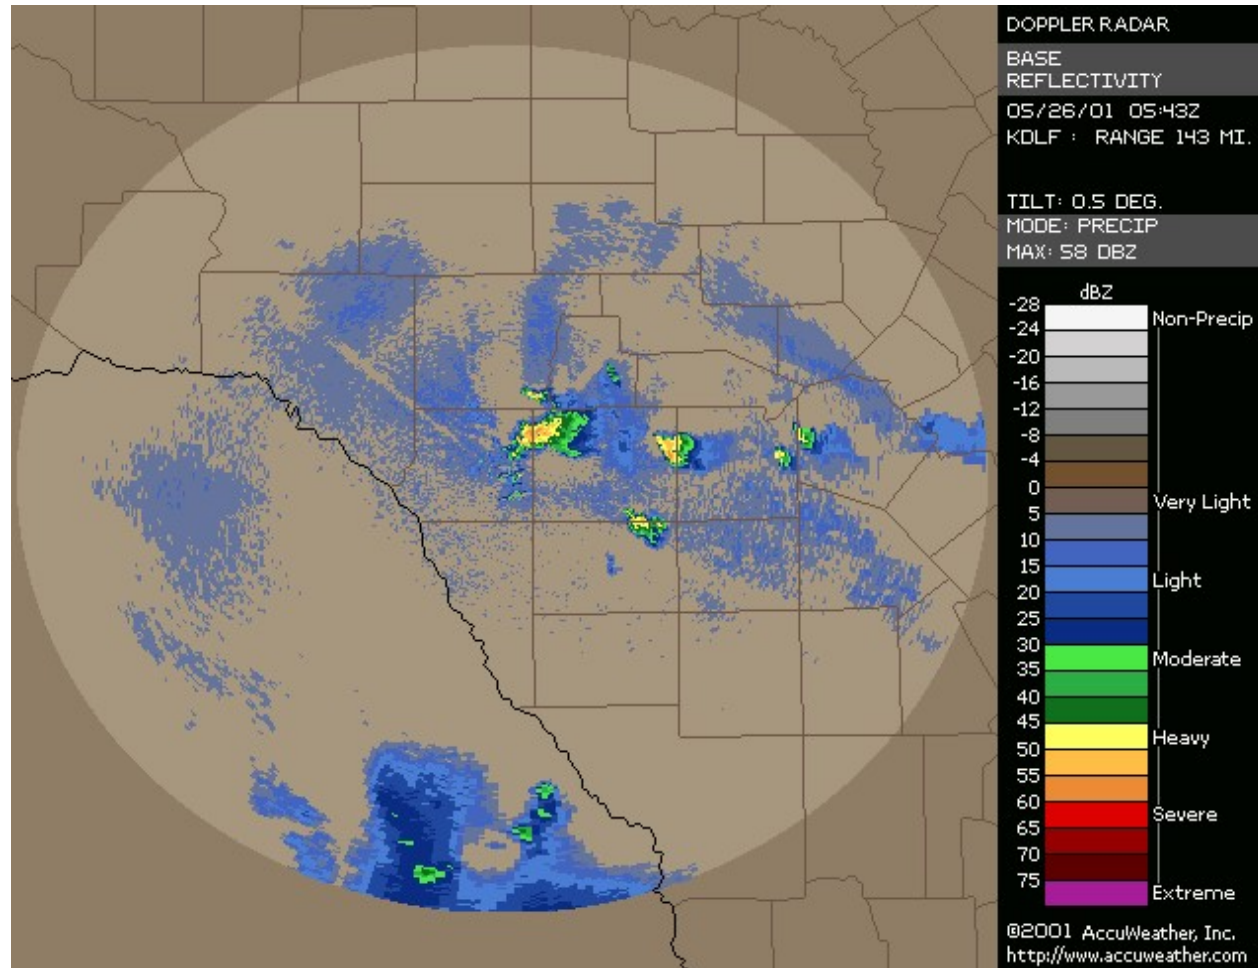 DOPPLER RADAR
BASE
REFLECTIVITY
05/26/01 05:43Z
KDLF : RANGE 143 MI.
TILT: 0.5 DEG.
MODE: PRECIP
MAX: 58 DBZ
dBZ
-28
Non-Precip
-24
-20
-16
-12
-8
-4
0
Very Light
5
10
15
Light
20
25
30
Moderate
35
40
45
Heavy
50
55
60
Severe
65
70
75
Extreme
©2001 AccuWeather, Inc.
http://www.accuweather.com